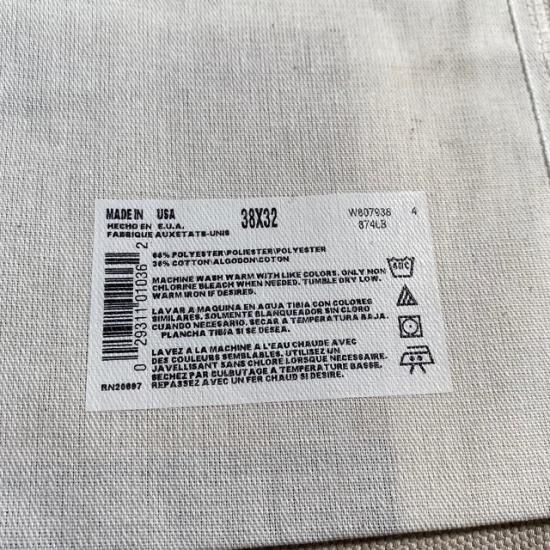 MADE IN USA 38X32 W807936 4
HECHO EN E.U.A. 874LB
FABRIQUE AUXETATS-UNIS
65% POLYESTER\POLIESTER\POLYESTER
35% COTTON\ALGODON\COTON
MACHINE WASH WARM WITH LIKE COLORS. ONLY NON
CHLORINE BLEACH WHEN NEEDED. TUMBLE DRY LOW.
WARM IRON IF DESIRED.
LAVAR A MAQUINA EN AGUA TIBIA CON COLORES
SIMILARES. SOLMENTE BLANQUEADOR SIN CLORO
CUANDO NECESARIO. SECAR A TEMPERATURA BAJA.
PLANCHA TIBIA SI SE DESEA.
LAVEZ A LA MACHINE A L'EAU CHAUDE AVEC
DES COULEURS SEMBLABLES. UTILISEZ UN
JAVELLISANT SANS CHLORE LORSQUE NECESSAIRE.
SECHEZ PAR CULBUTAGE A TEMPERATURE BASSE.
REPASSEZ AVEC UN FER CHAUD SI DESIRE.
40C
0 29311 01036 2
RN20697